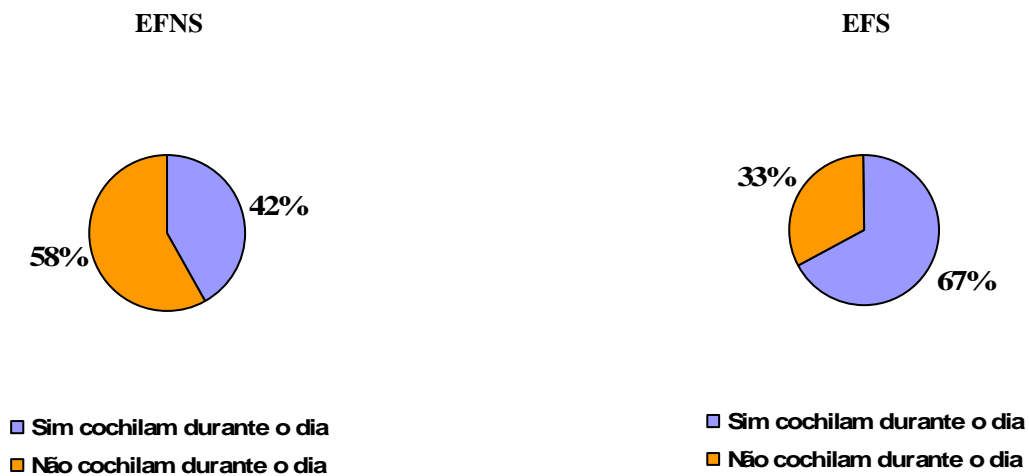 EFNS
EFS
42%
58%
33%
67%
Sim cochilam durante o dia
Não cochilam durante o dia
Sim cochilam durante o dia
Não cochilam durante o dia